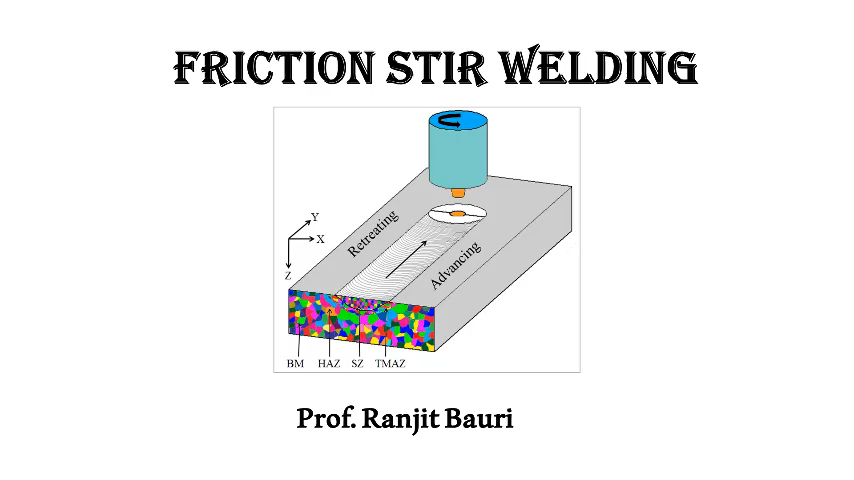 FRICTION STIR WELDING
Retreating
Advancing
Y
X
Z
BM HAZ SZ TMAZ
Prof. Ranjit Bauri